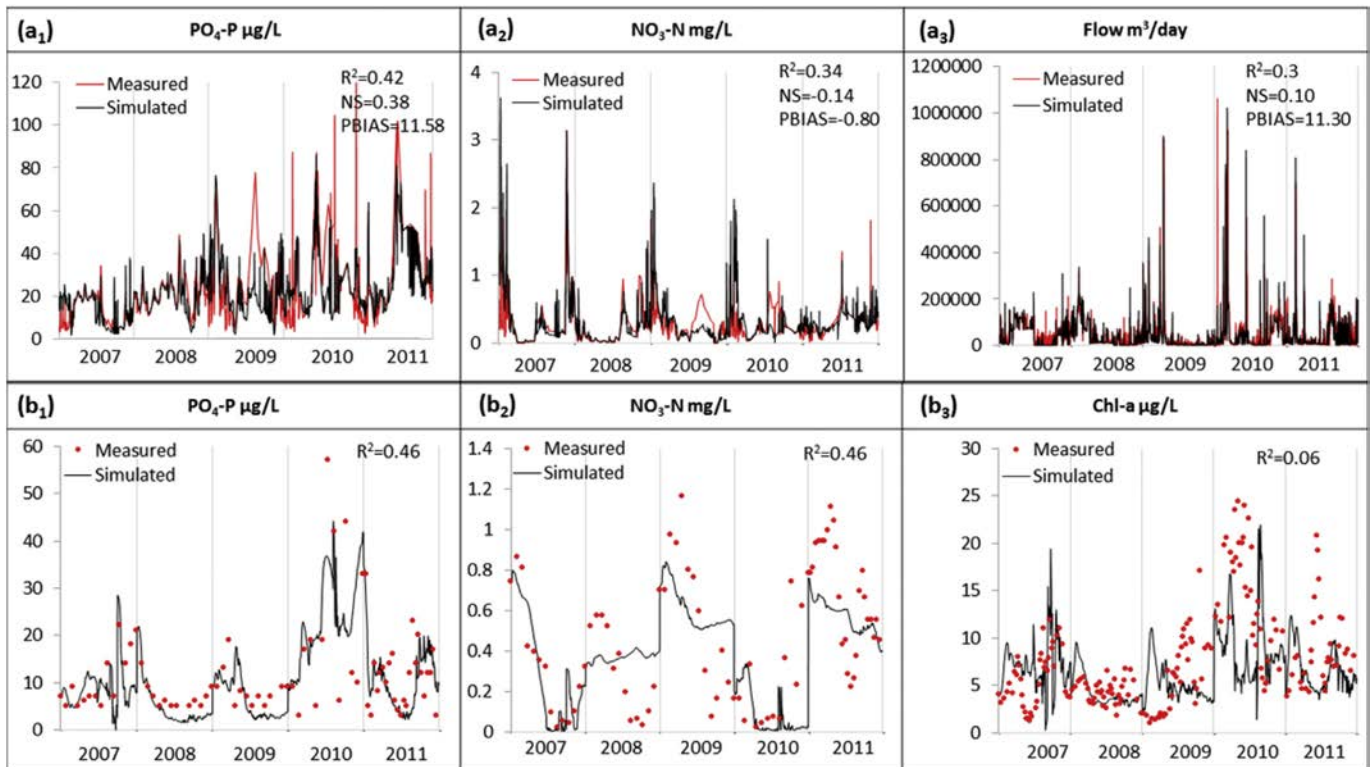 (a₁) PO₄-P µg/L
120
100
80
60
40
20
0
Measured
Simulated
R²=0.42
NS=0.38
PBIAS=11.58
2007 2008 2009 2010 2011
(a₂) NO₃-N mg/L
4
3
2
1
0
Measured
Simulated
R²=0.34
NS=-0.14
PBIAS=-0.80
2007 2008 2009 2010 2011
(a₃) Flow m³/day
1200000
1000000
800000
600000
400000
200000
0
Measured
Simulated
R²=0.3
NS=0.10
PBIAS=11.30
2007 2008 2009 2010 2011
(b₁) PO₄-P µg/L
60
50
40
30
20
10
0
Measured
Simulated
R²=0.46
2007 2008 2009 2010 2011
(b₂) NO₃-N mg/L
1.4
1.2
1
0.8
0.6
0.4
0.2
0
Measured
Simulated
R²=0.46
2007 2008 2009 2010 2011
(b₃) Chl-a µg/L
30
25
20
15
10
5
0
Measured
Simulated
R²=0.06
2007 2008 2009 2010 2011